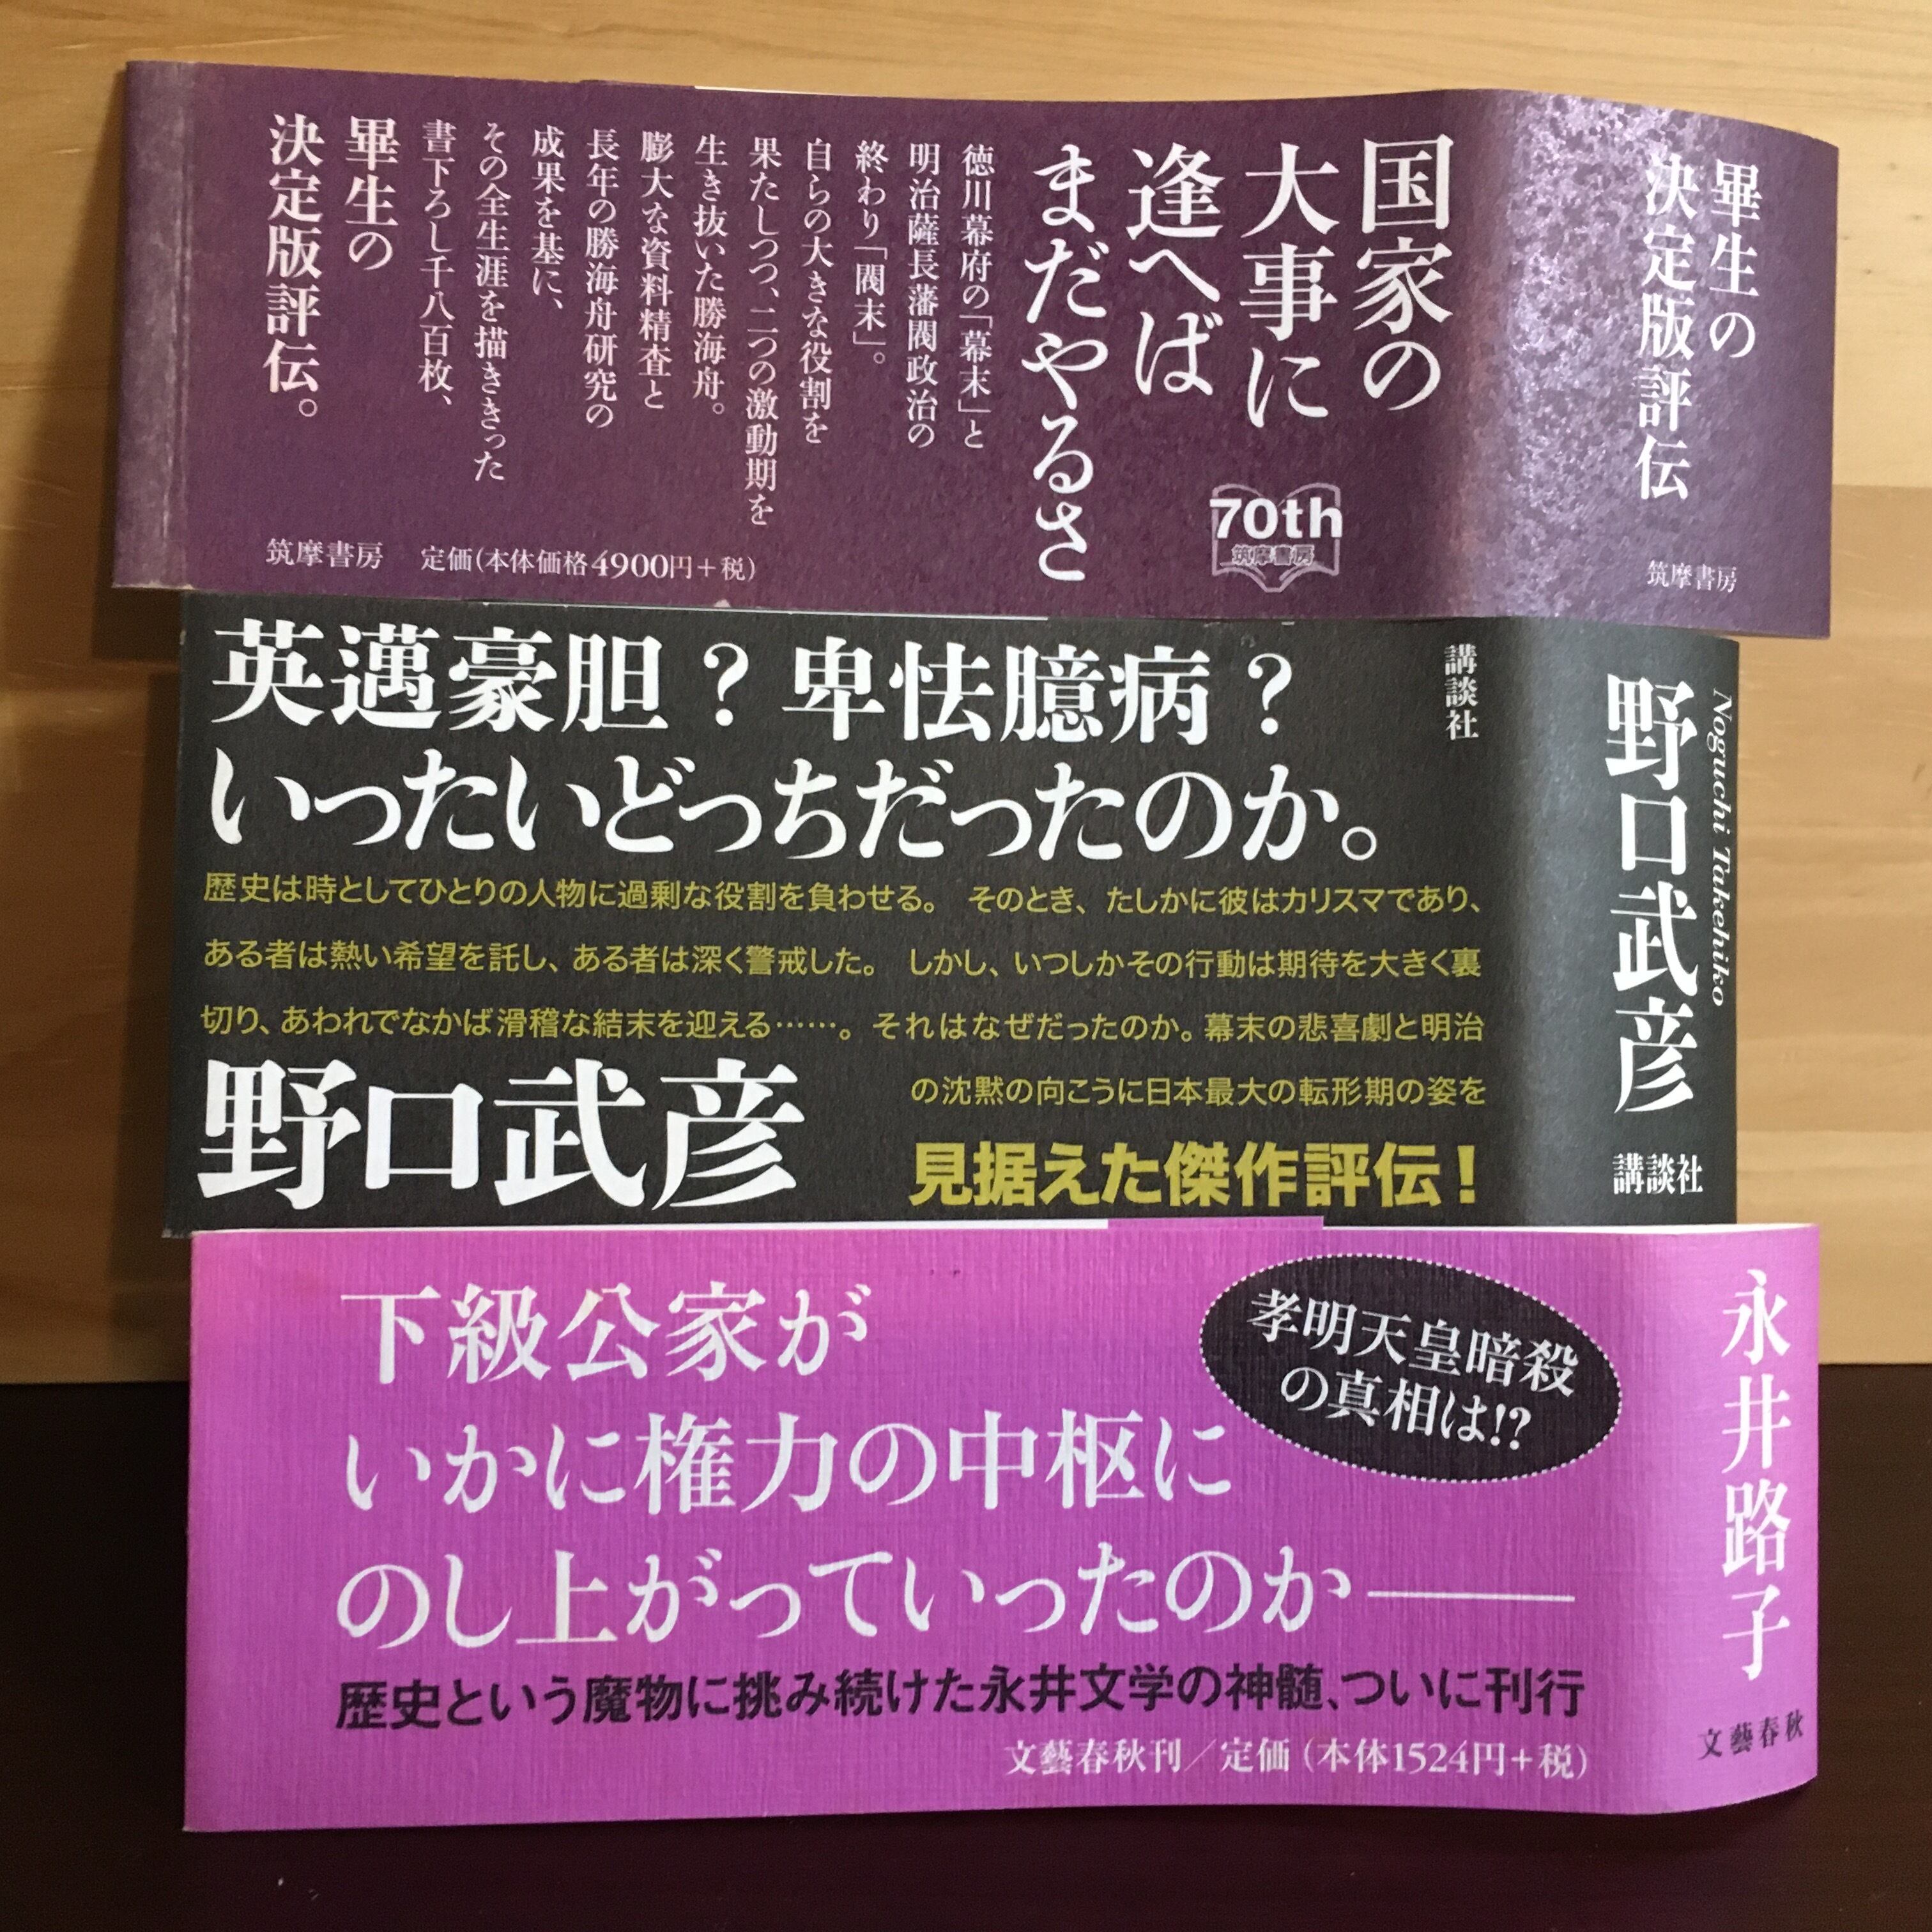 国家の
大事に
逢へば
まだやるさ
70th
筑摩書房
徳川幕府の「幕末」と
明治薩長藩閥政治の
終わり「閥末」。
自らの大きな役割を
果たしつつ、二つの激動期を
生き抜いた勝海舟。
膨大な資料精査と
長年の勝海舟研究の
成果を基に、
その全生涯を描ききった
書下ろし千八百枚、
畢生の
決定版評伝。
筑摩書房 定価(本体価格4900円+税)
畢生の
決定版評伝
筑摩書房
英邁豪胆？卑怯臆病？
いったいどっちだったのか。
講談社
歴史は時としてひとりの人物に過剰な役割を負わせる。 そのとき、たしかに彼はカリスマであり、
ある者は熱い希望を託し、ある者は深く警戒した。 しかし、いつしかその行動は期待を大きく裏
切り、あわれでなかば滑稽な結末を迎える……。それはなぜだったのか。幕末の悲喜劇と明治
の沈黙の向こうに日本最大の転形期の姿を
見据えた傑作評伝！
野口武彦
Noguchi Takehiko
野口武彦
講談社
下級公家が
いかに権力の中枢に
のし上がっていったのか――
孝明天皇暗殺
の真相は!?
歴史という魔物に挑み続けた永井文学の神髄、ついに刊行
文藝春秋刊／定価（本体1524円+税）
永井路子
文藝春秋